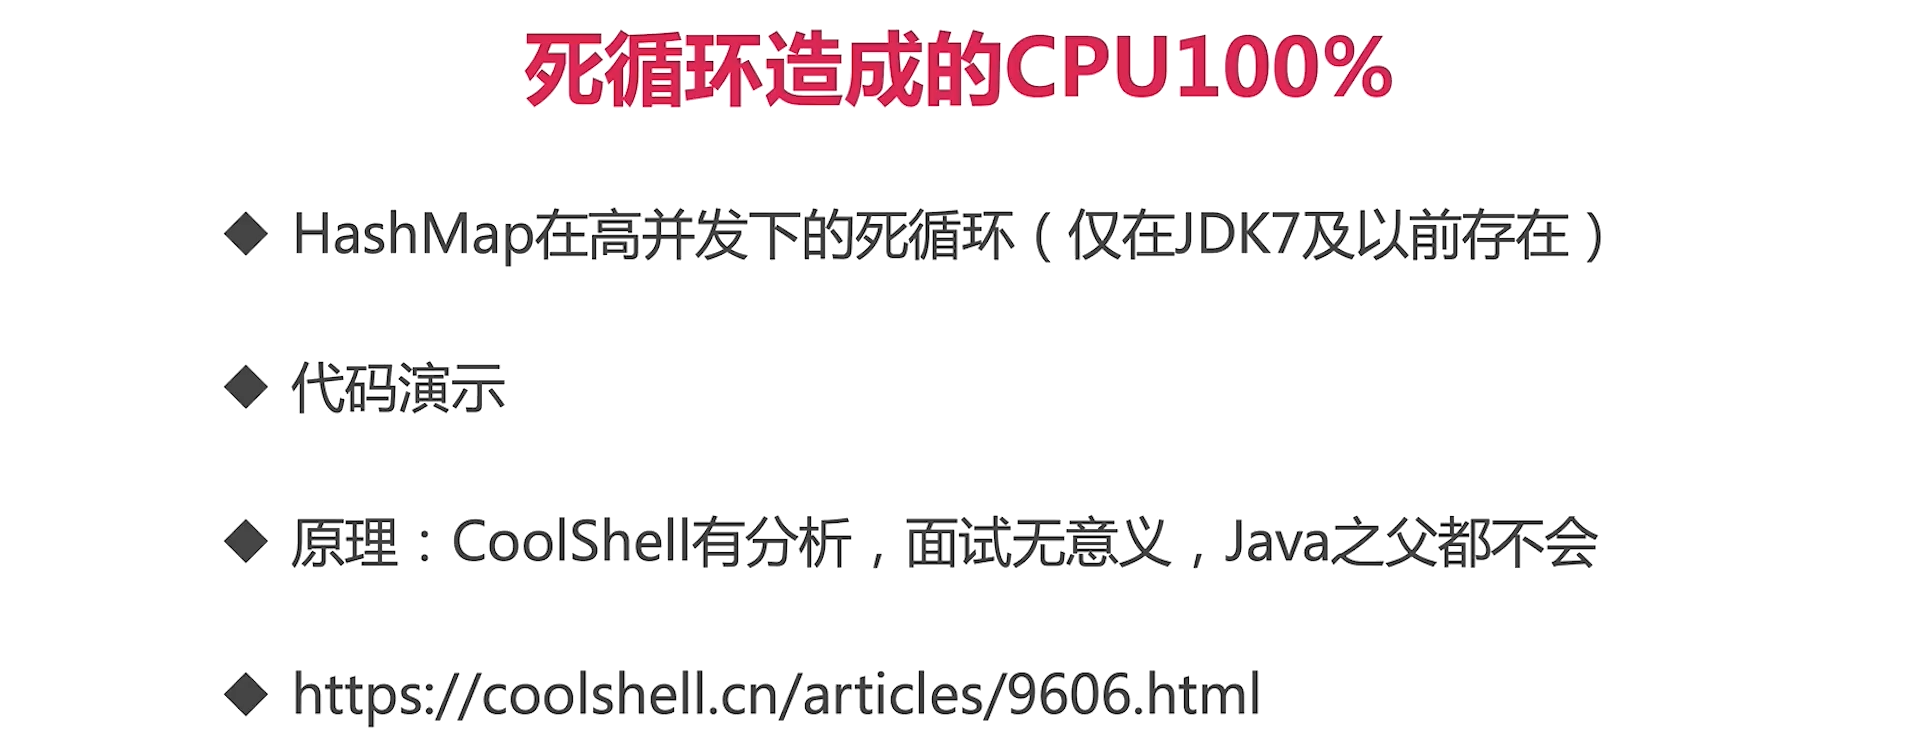 死循环造成的CPU100%
HashMap在高并发下的死循环（仅在JDK7及以前存在）
代码演示
原理：CoolShell有分析，面试无意义，Java之父都不会
https://coolshell.cn/articles/9606.html